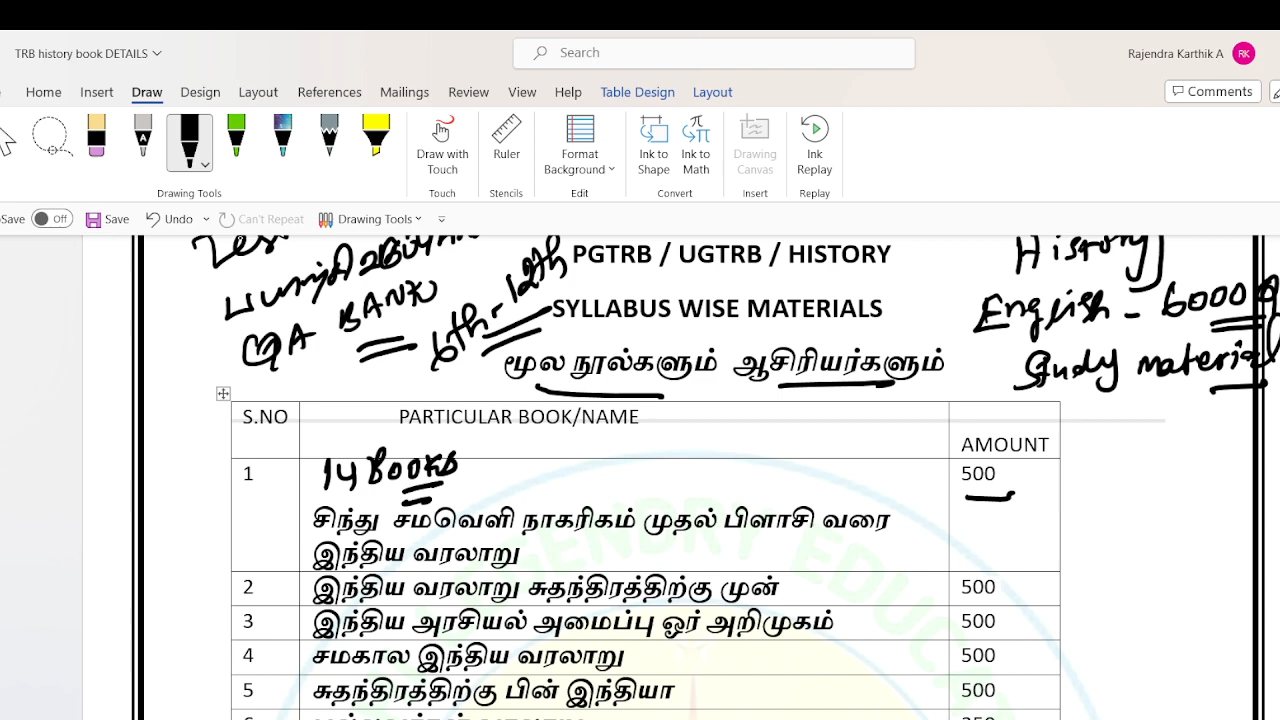 TRB history book DETAILS
Search
Rajendra Karthik A
RK
Home Insert Draw Design Layout References Mailings Review View Help Table Design Layout
Comments
Draw with Touch
Ruler
Format Background
Ink to Shape
Ink to Math
Drawing Canvas
Ink Replay
Drawing Tools Touch Stencils Edit Convert Insert Replay
Save Off Save Undo Can't Repeat Drawing Tools
PGTRB / UGTRB / HISTORY
History
BANK
6th - 12th
SYLLABUS WISE MATERIALS
English - 6000
Study material
மூல நூல்களும் ஆசிரியர்களும்
S.NO PARTICULAR BOOK/NAME AMOUNT
1 14 Books 500
சிந்து சமவெளி நாகரிகம் முதல் பிளாசி வரை
இந்திய வரலாறு
2 இந்திய வரலாறு சுதந்திரத்திற்கு முன் 500
3 இந்திய அரசியல் அமைப்பு ஓர் அறிமுகம் 500
4 சமகால இந்திய வரலாறு 500
5 சுதந்திரத்திற்கு பின் இந்தியா 500